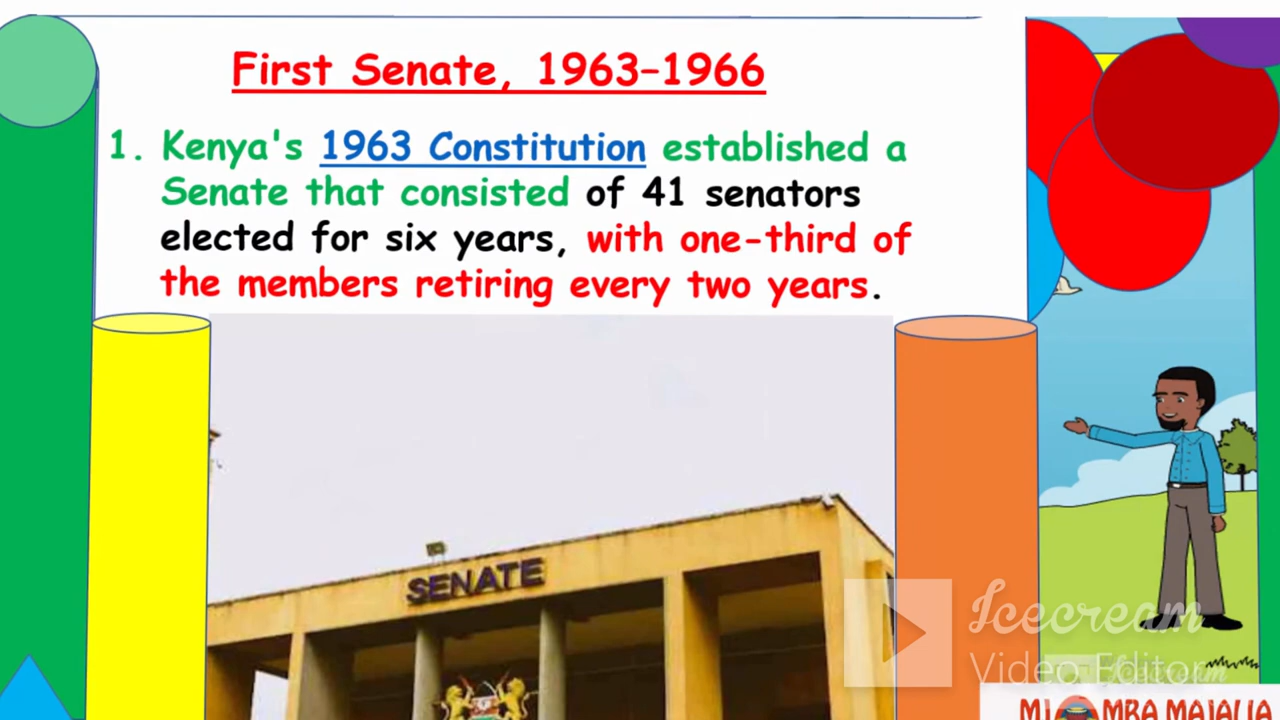 First Senate, 1963–1966
1. Kenya's 1963 Constitution established a
Senate that consisted of 41 senators
elected for six years, with one-third of
the members retiring every two years.
SENATE
Icecream
Video Editor
Icecream